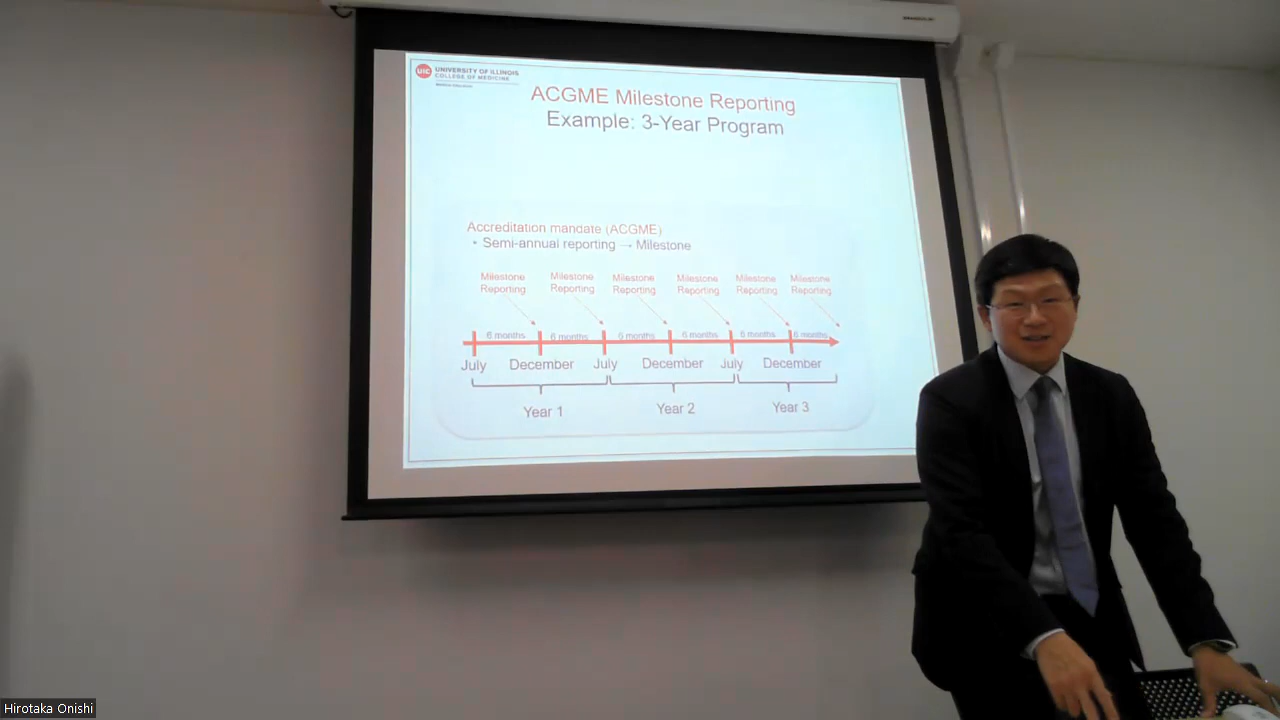 UIC UNIVERSITY OF ILLINOIS
COLLEGE OF MEDICINE
ACGME Milestone Reporting
Example: 3-Year Program
Accreditation mandate (ACGME)
• Semi-annual reporting → Milestone
Milestone Reporting
Milestone Reporting
Milestone Reporting
Milestone Reporting
Milestone Reporting
Milestone Reporting
6 months 6 months 6 months 6 months 6 months 6 months
July December July December July December
Year 1 Year 2 Year 3
Hirotaka Onishi